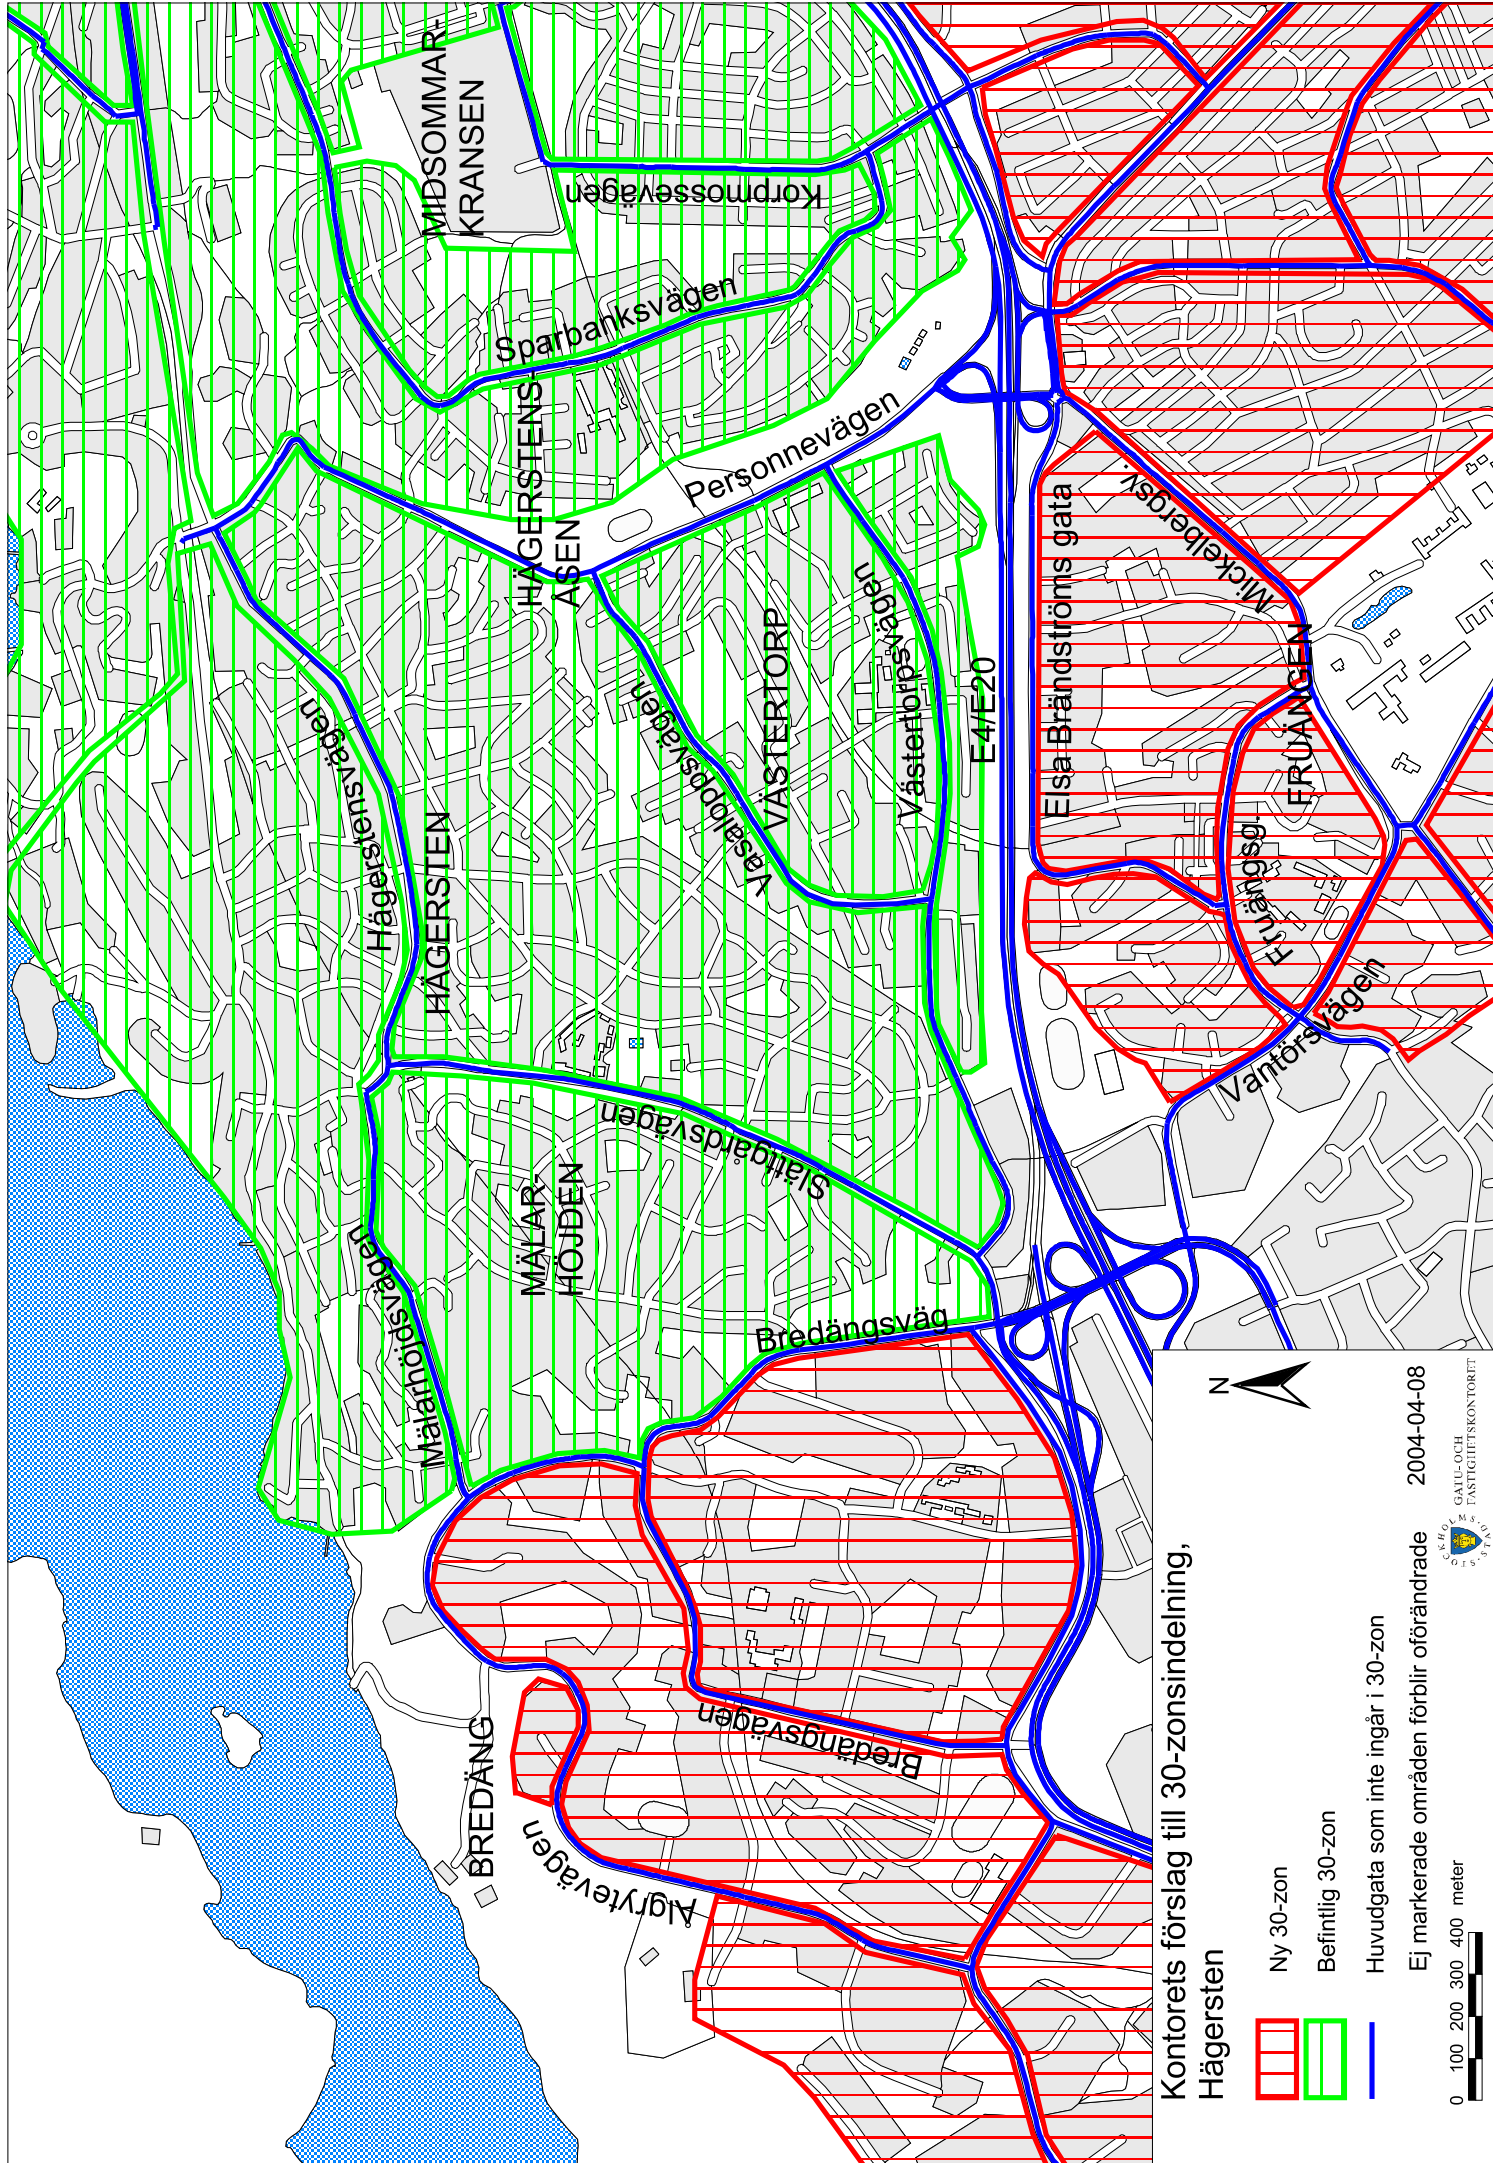 MIDSOMMAR-
KRANSEN
Korpmossevägen
Sparbanksvägen
HÄGERSTENS-
ÅSEN
Personnevägen
Hägerstensvägen
HÄGERSTEN
Vasaloppsvägen
VÄSTERTORP
Västertorpsvägen
Västertorpsvägen
E4/E20
Elsa Brändströms gata
Mickelbergsv.
FRUÄNGEN
Fruängsg.
Vantörsvägen
Slättgårdsvägen
MÄLAR-
HÖJDEN
Mälarhöjdsvägen
Bredängsväg
BREDÄNG
Bredängsvägen
Ålgrytevägen
Kontorets förslag till 30-zonsindelning,
Hägersten
N
Ny 30-zon
Befintlig 30-zon
Huvudgata som inte ingår i 30-zon
Ej markerade områden förblir oförändrade
2004-04-08
0 100 200 300 400 meter
STOCKHOLMS STAD
GATU- OCH
FASTIGHETSKONTORET